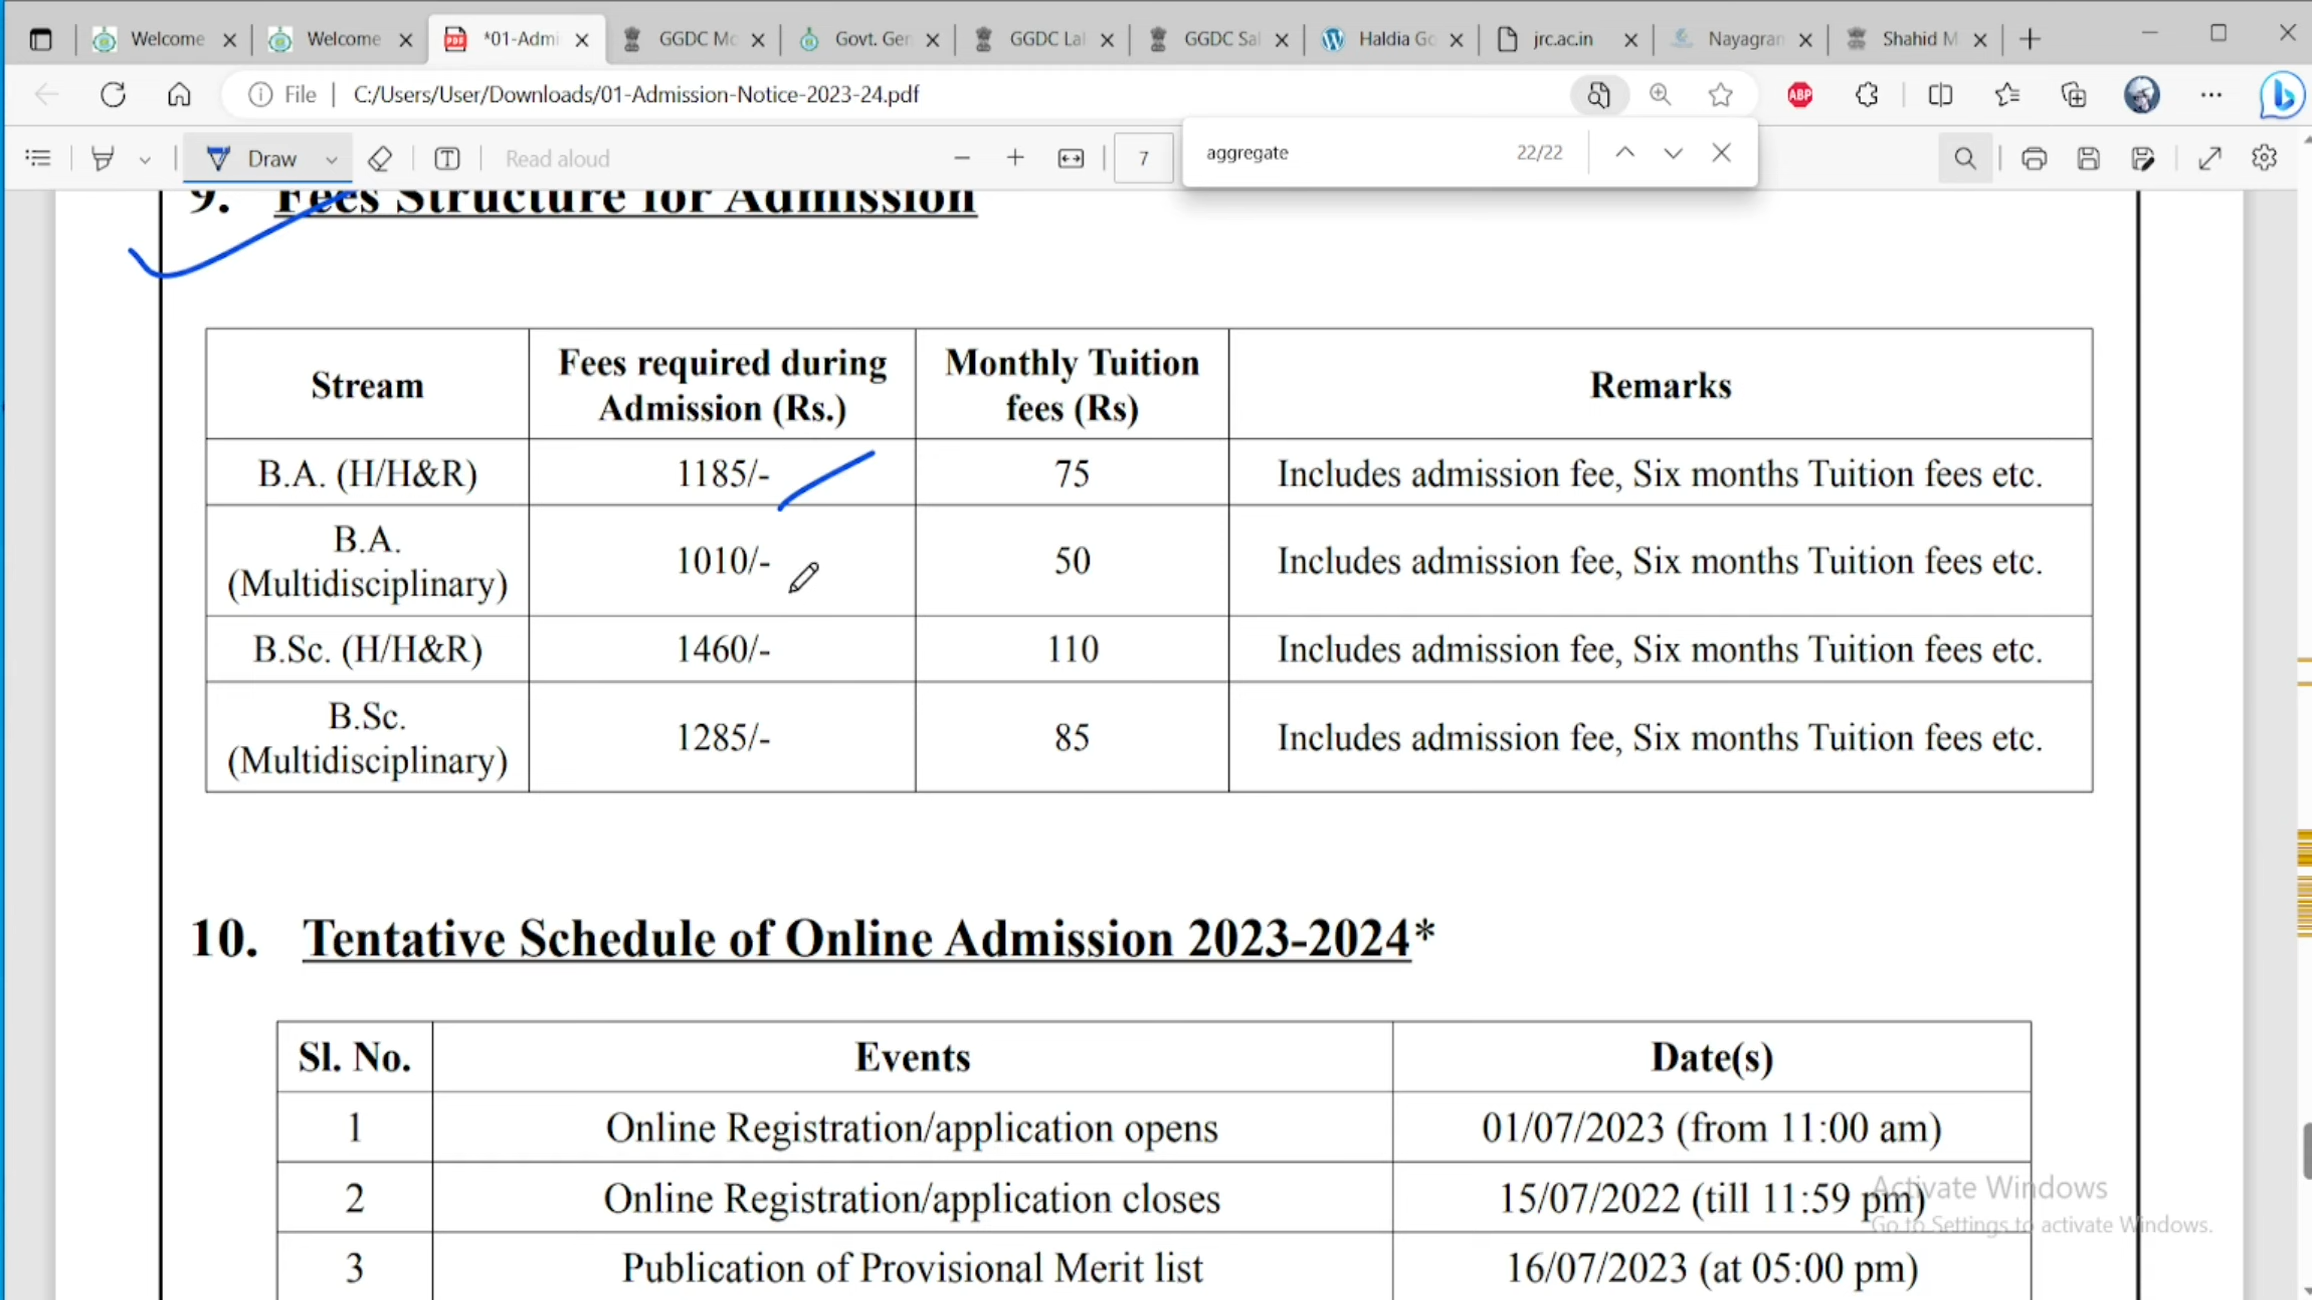 Welcome
Welcome
*01-Admi
GGDC Mc
Govt. Gen
GGDC Lal
GGDC Sal
Haldia Go
jrc.ac.in
Nayagran
Shahid M
File
C:/Users/User/Downloads/01-Admission-Notice-2023-24.pdf
ABP
Draw
Read aloud
7
aggregate
22/22
9. Fees Structure for Admission
Stream
Fees required during
Admission (Rs.)
Monthly Tuition
fees (Rs)
Remarks
B.A. (H/H&R)
1185/-
75
Includes admission fee, Six months Tuition fees etc.
B.A.
(Multidisciplinary)
1010/-
50
Includes admission fee, Six months Tuition fees etc.
B.Sc. (H/H&R)
1460/-
110
Includes admission fee, Six months Tuition fees etc.
B.Sc.
(Multidisciplinary)
1285/-
85
Includes admission fee, Six months Tuition fees etc.
10. Tentative Schedule of Online Admission 2023-2024*
Sl. No.
Events
Date(s)
1
Online Registration/application opens
01/07/2023 (from 11:00 am)
2
Online Registration/application closes
15/07/2022 (till 11:59 pm)
3
Publication of Provisional Merit list
16/07/2023 (at 05:00 pm)
Activate Windows
Go to Settings to activate Windows.